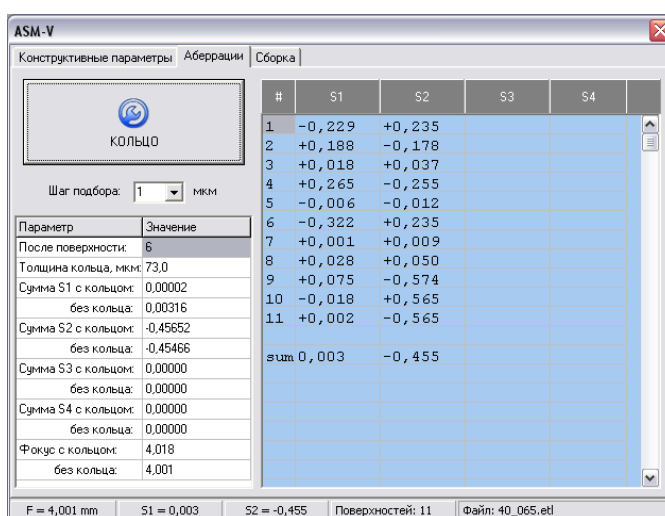 ASM-V
Конструктивные параметры Аберрации Сборка
КОЛЬЦО
Шаг подбора: 1 мкм
Параметр Значение
После поверхности: 6
Толщина кольца, мкм: 73,0
Сумма S1 с кольцом: 0,00002
без кольца: 0,00316
Сумма S2 с кольцом: -0,45652
без кольца: -0,45466
Сумма S3 с кольцом: 0,00000
без кольца: 0,00000
Сумма S4 с кольцом: 0,00000
без кольца: 0,00000
Фокус с кольцом: 4,018
без кольца: 4,001
# S1 S2 S3 S4
1 -0,229 +0,235
2 +0,188 -0,178
3 +0,018 +0,037
4 +0,265 -0,255
5 -0,006 -0,012
6 -0,322 +0,235
7 +0,001 +0,009
8 +0,028 +0,050
9 +0,075 -0,574
10 -0,018 +0,565
11 +0,002 -0,565
sum 0,003 -0,455
F = 4,001 mm S1 = 0,003 S2 = -0,455 Поверхностей: 11 Файл: 40_065.etl